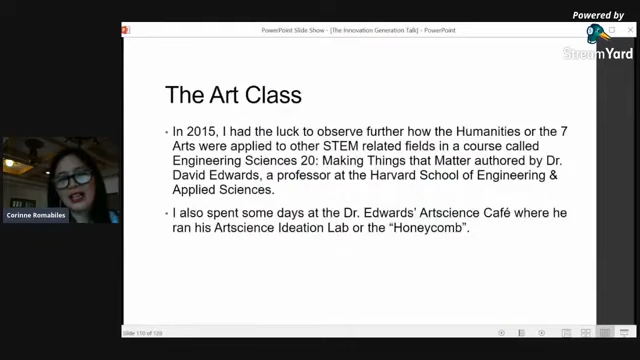 Powered by
StreamYard
PowerPoint Slide Show - [The Innovation Generation Talk] - PowerPoint
The Art Class
• In 2015, I had the luck to observe further how the Humanities or the 7
Arts were applied to other STEM related fields in a course called
Engineering Sciences 20: Making Things that Matter authored by Dr.
David Edwards, a professor at the Harvard School of Engineering &
Applied Sciences.
• I also spent some days at the Dr. Edwards' Artscience Café where he
ran his Artscience Ideation Lab or the “Honeycomb”.
Corinne Romabiles
Slide 110 of 128